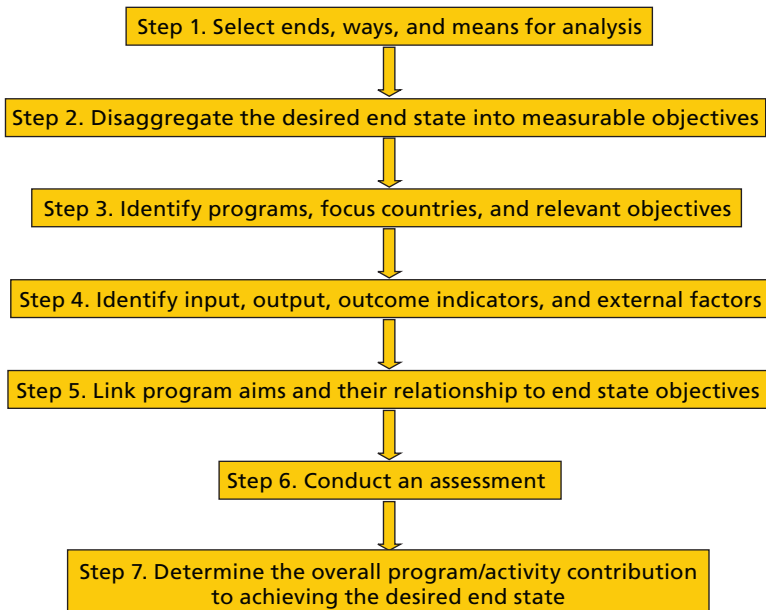 Step 1. Select ends, ways, and means for analysis
Step 2. Disaggregate the desired end state into measurable objectives
Step 3. Identify programs, focus countries, and relevant objectives
Step 4. Identify input, output, outcome indicators, and external factors
Step 5. Link program aims and their relationship to end state objectives
Step 6. Conduct an assessment
Step 7. Determine the overall program/activity contribution
to achieving the desired end state